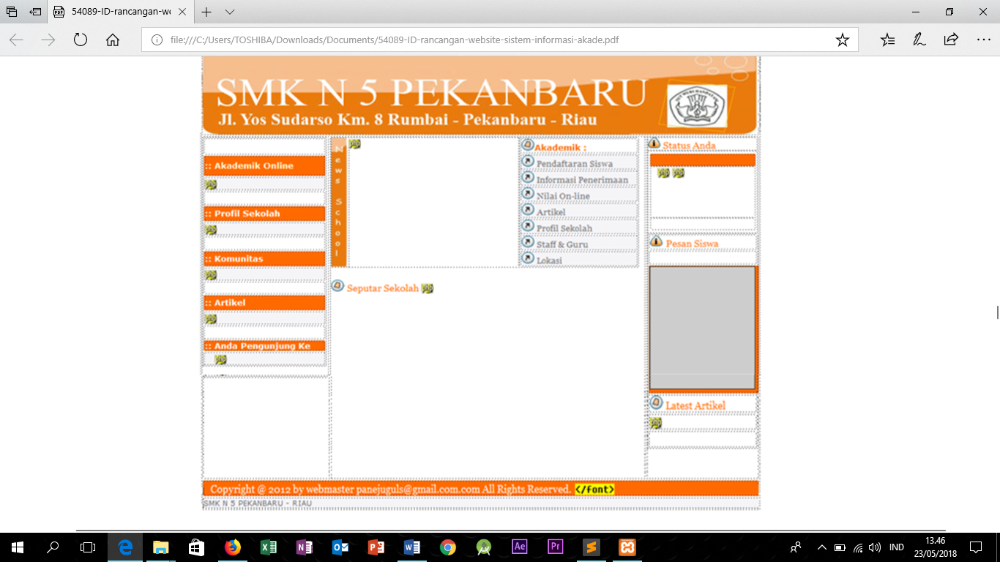 54089-ID-rancangan-we
file:///C:/Users/TOSHIBA/Downloads/Documents/54089-ID-rancangan-website-sistem-informasi-akade.pdf
SMK N 5 PEKANBARU
Jl. Yos Sudarso Km. 8 Rumbai - Pekanbaru - Riau
:: Akademik Online
:: Profil Sekolah
:: Komunitas
:: Artikel
:: Anda Pengunjung Ke
News School
Akademik :
Pendaftaran Siswa
Informasi Penerimaan
Nilai On-line
Artikel
Profil Sekolah
Staff & Guru
Lokasi
Seputar Sekolah
Status Anda
Pesan Siswa
Latest Artikel
Copyright @ 2012 by webmaster panejuguls@gmail.com.com All Rights Reserved. </font>
SMK N 5 PEKANBARU - RIAU
IND
13.46
23/05/2018